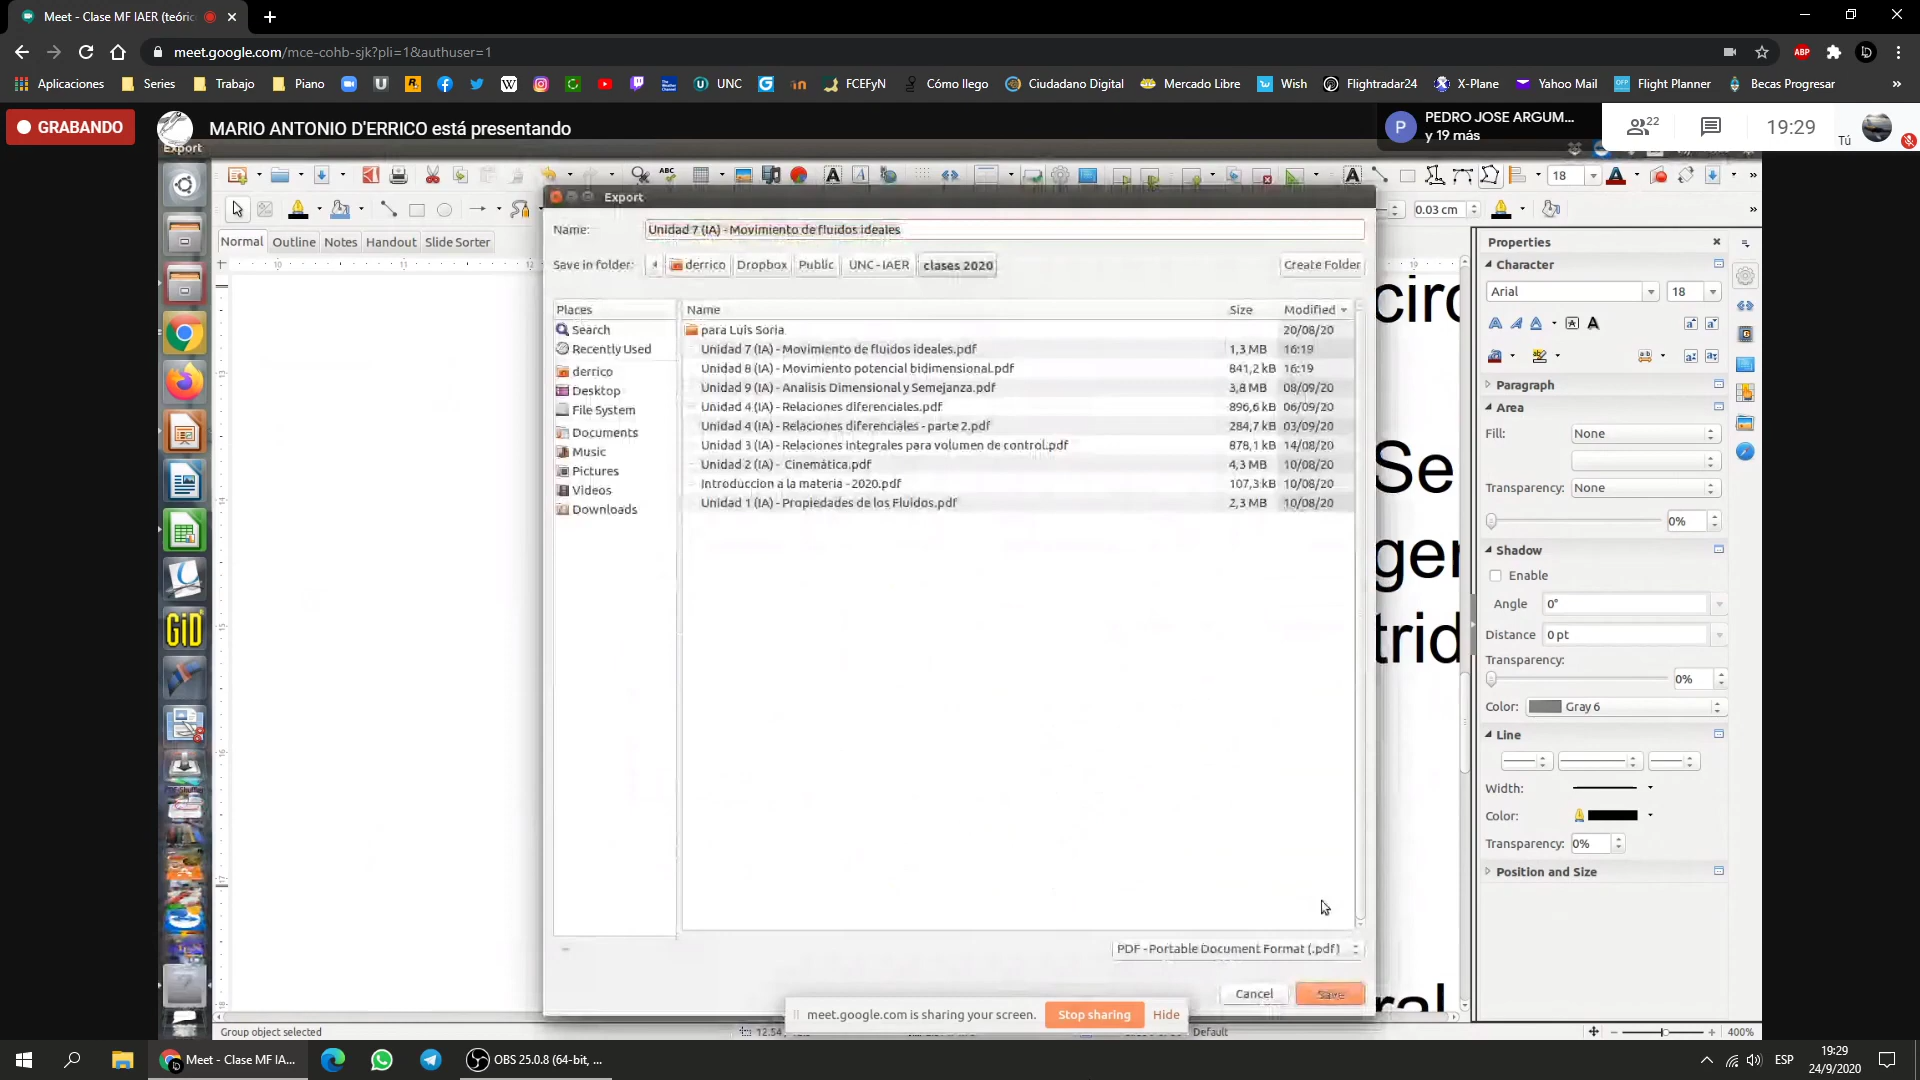 Meet - Clase MF IAER (teóric
meet.google.com/mce-cohb-sjk?pli=1&authuser=1
ABP
Aplicaciones Series Trabajo Piano UNC FCEFyN Cómo llego Ciudadano Digital Mercado Libre Wish Flightradar24 X-Plane Yahoo Mail Flight Planner Becas Progresar »
GRABANDO
MARIO ANTONIO D'ERRICO está presentando
P
PEDRO JOSE ARGUM...
y 19 más
22
19:29
Tú
Export
18
Export
0.03 cm
Name: Unidad 7 (IA) - Movimiento de fluidos ideales
Normal Outline Notes Handout Slide Sorter
Save in folder: derrico Dropbox Public UNC-IAER clases 2020 Create Folder
Places
Search
Recently Used
derrico
Desktop
File System
Documents
Music
Pictures
Videos
Downloads
Name Size Modified
para Luis Soria 20/08/20
Unidad 7 (IA) - Movimiento de fluidos ideales.pdf 1,3 MB 16:19
Unidad 8 (IA) - Movimiento potencial bidimensional.pdf 841,2 kB 16:19
Unidad 9 (IA) - Analisis Dimensional y Semejanza.pdf 3,8 MB 08/09/20
Unidad 4 (IA) - Relaciones diferenciales.pdf 896,6 kB 06/09/20
Unidad 4 (IA) - Relaciones diferenciales - parte 2.pdf 284,7 kB 03/09/20
Unidad 3 (IA) - Relaciones integrales para volumen de control.pdf 878,1 kB 14/08/20
Unidad 2 (IA) - Cinemática.pdf 4,3 MB 10/08/20
Introduccion a la materia - 2020.pdf 107,3 kB 10/08/20
Unidad 1 (IA) - Propiedades de los Fluidos.pdf 2,3 MB 10/08/20
PDF - Portable Document Format (.pdf)
Cancel Save
circ
Se
ger
trid
ral
Properties
Character
Arial 18
Paragraph
Area
Fill: None
Transparency: None
0%
Shadow
Enable
Angle 0°
Distance 0 pt
Transparency:
0%
Color: Gray 6
Line
Width:
Color:
Transparency: 0%
Position and Size
GiD
meet.google.com is sharing your screen. Stop sharing Hide
Group object selected
Default
400%
Meet - Clase MF IA...
OBS 25.0.8 (64-bit, ...
ESP
19:29
24/9/2020